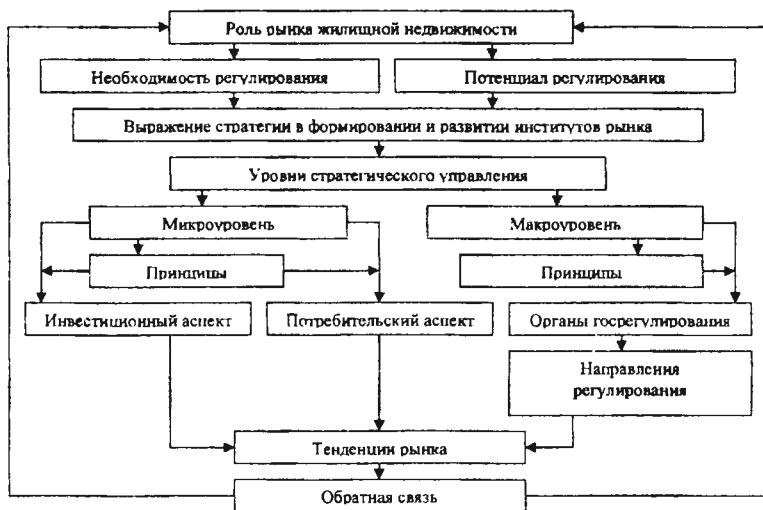 Роль рынка жилищной недвижимости
Необходимость регулирования
Потенциал регулирования
Выражение стратегии в формировании и развитии институтов рынка
Уровни стратегического управления
Микроуровень
Макроуровень
Принципы
Принципы
Инвестиционный аспект
Потребительский аспект
Органы госрегулирования
Направления
регулирования
Тенденции рынка
Обратная связь